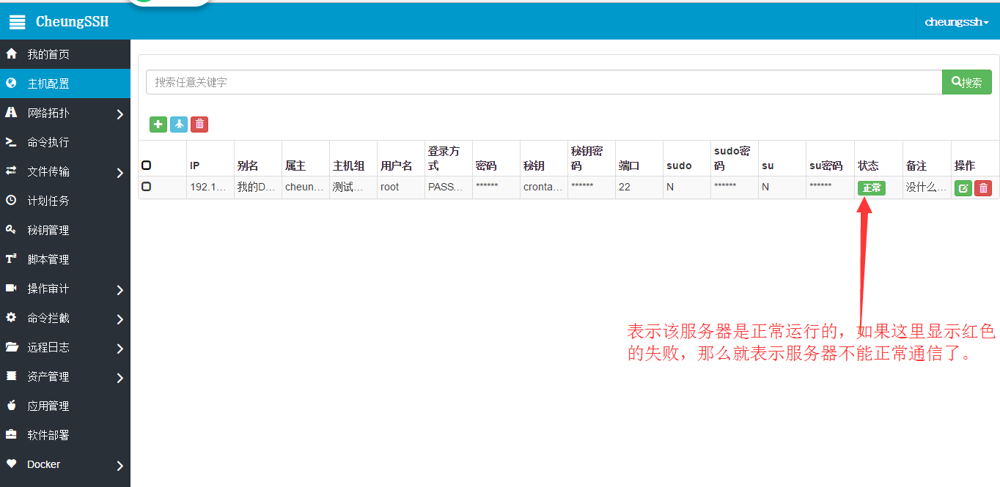 CheungSSH
cheungssh
我的首页
主机配置
网络拓扑
命令执行
文件传输
计划任务
秘钥管理
脚本管理
操作审计
命令拦截
远程日志
资产管理
应用管理
软件部署
Docker
搜索任意关键字
搜索
IP 别名 属主 主机组 用户名 登录方式 密码 秘钥 秘钥密码 端口 sudo sudo密码 su su密码 状态 备注 操作
192.1... 我的D... cheun... 测试... root PASS... ****** cronta... ****** 22 N ****** N ****** 正常 没什么...
表示该服务器是正常运行的，如果这里显示红色
的失败，那么就表示服务器不能正常通信了。